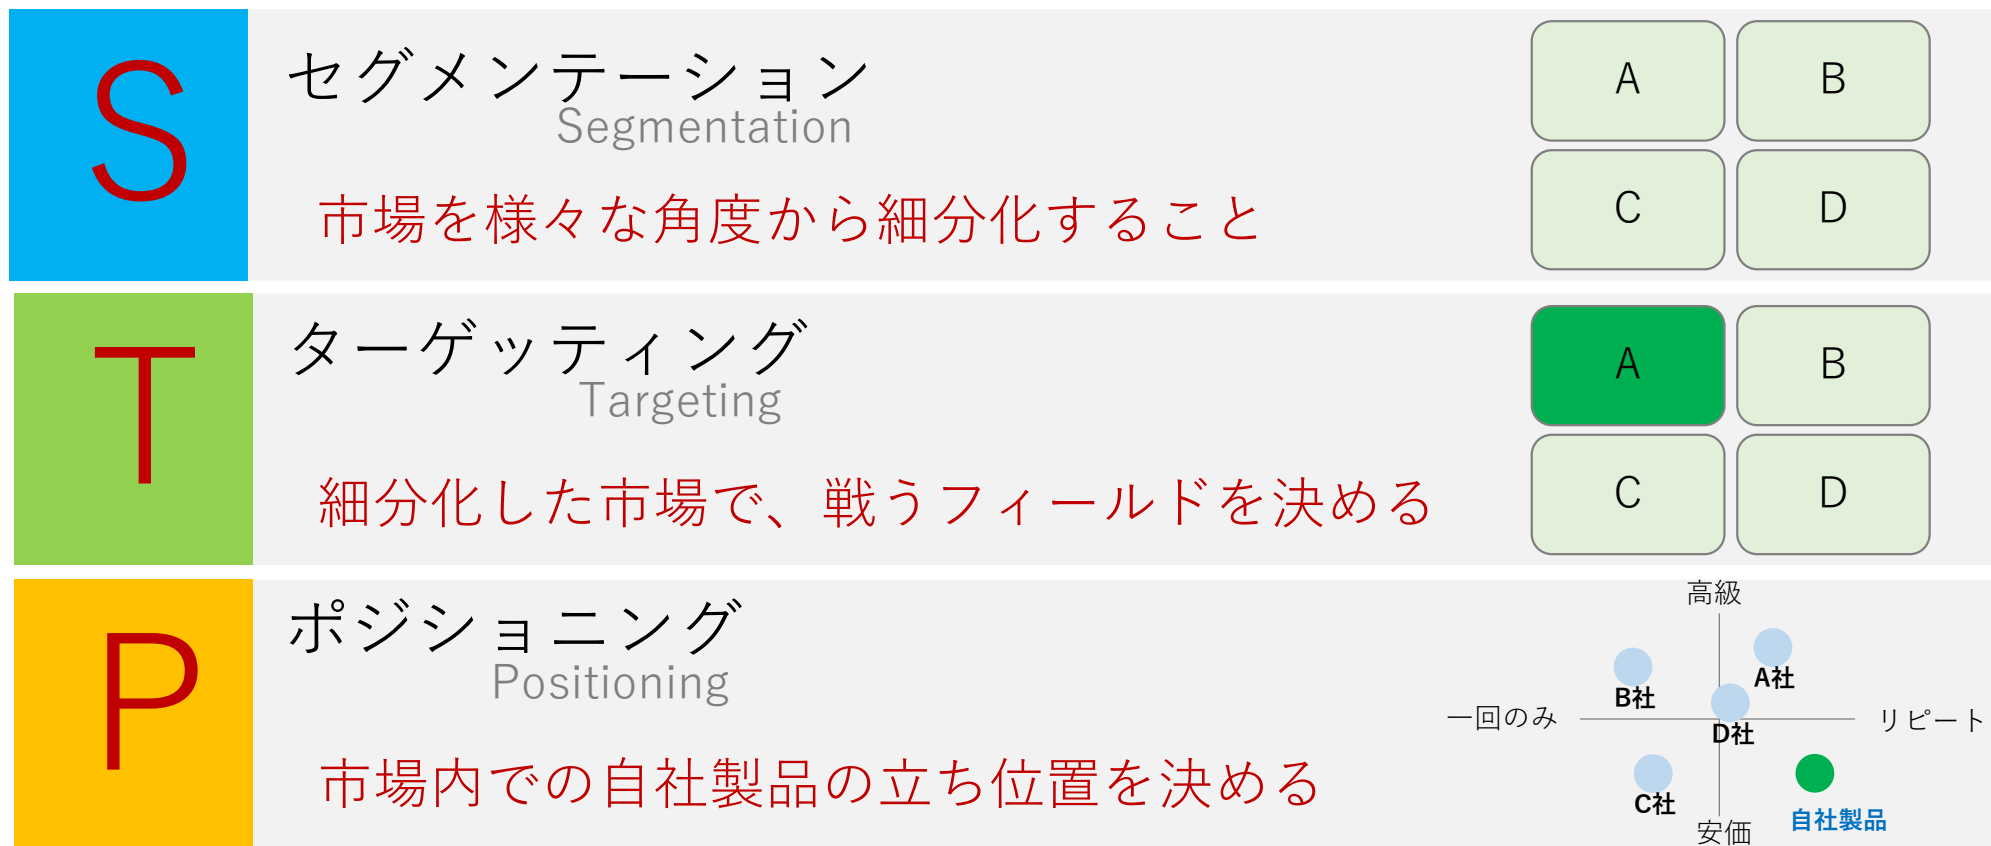 S
セグメンテーション
Segmentation
市場を様々な角度から細分化すること
A
B
C
D
T
ターゲッティング
Targeting
細分化した市場で、戦うフィールドを決める
A
B
C
D
P
ポジショニング
Positioning
市場内での自社製品の立ち位置を決める
高級
A社
B社
一回のみ
リピート
D社
C社
自社製品
安価